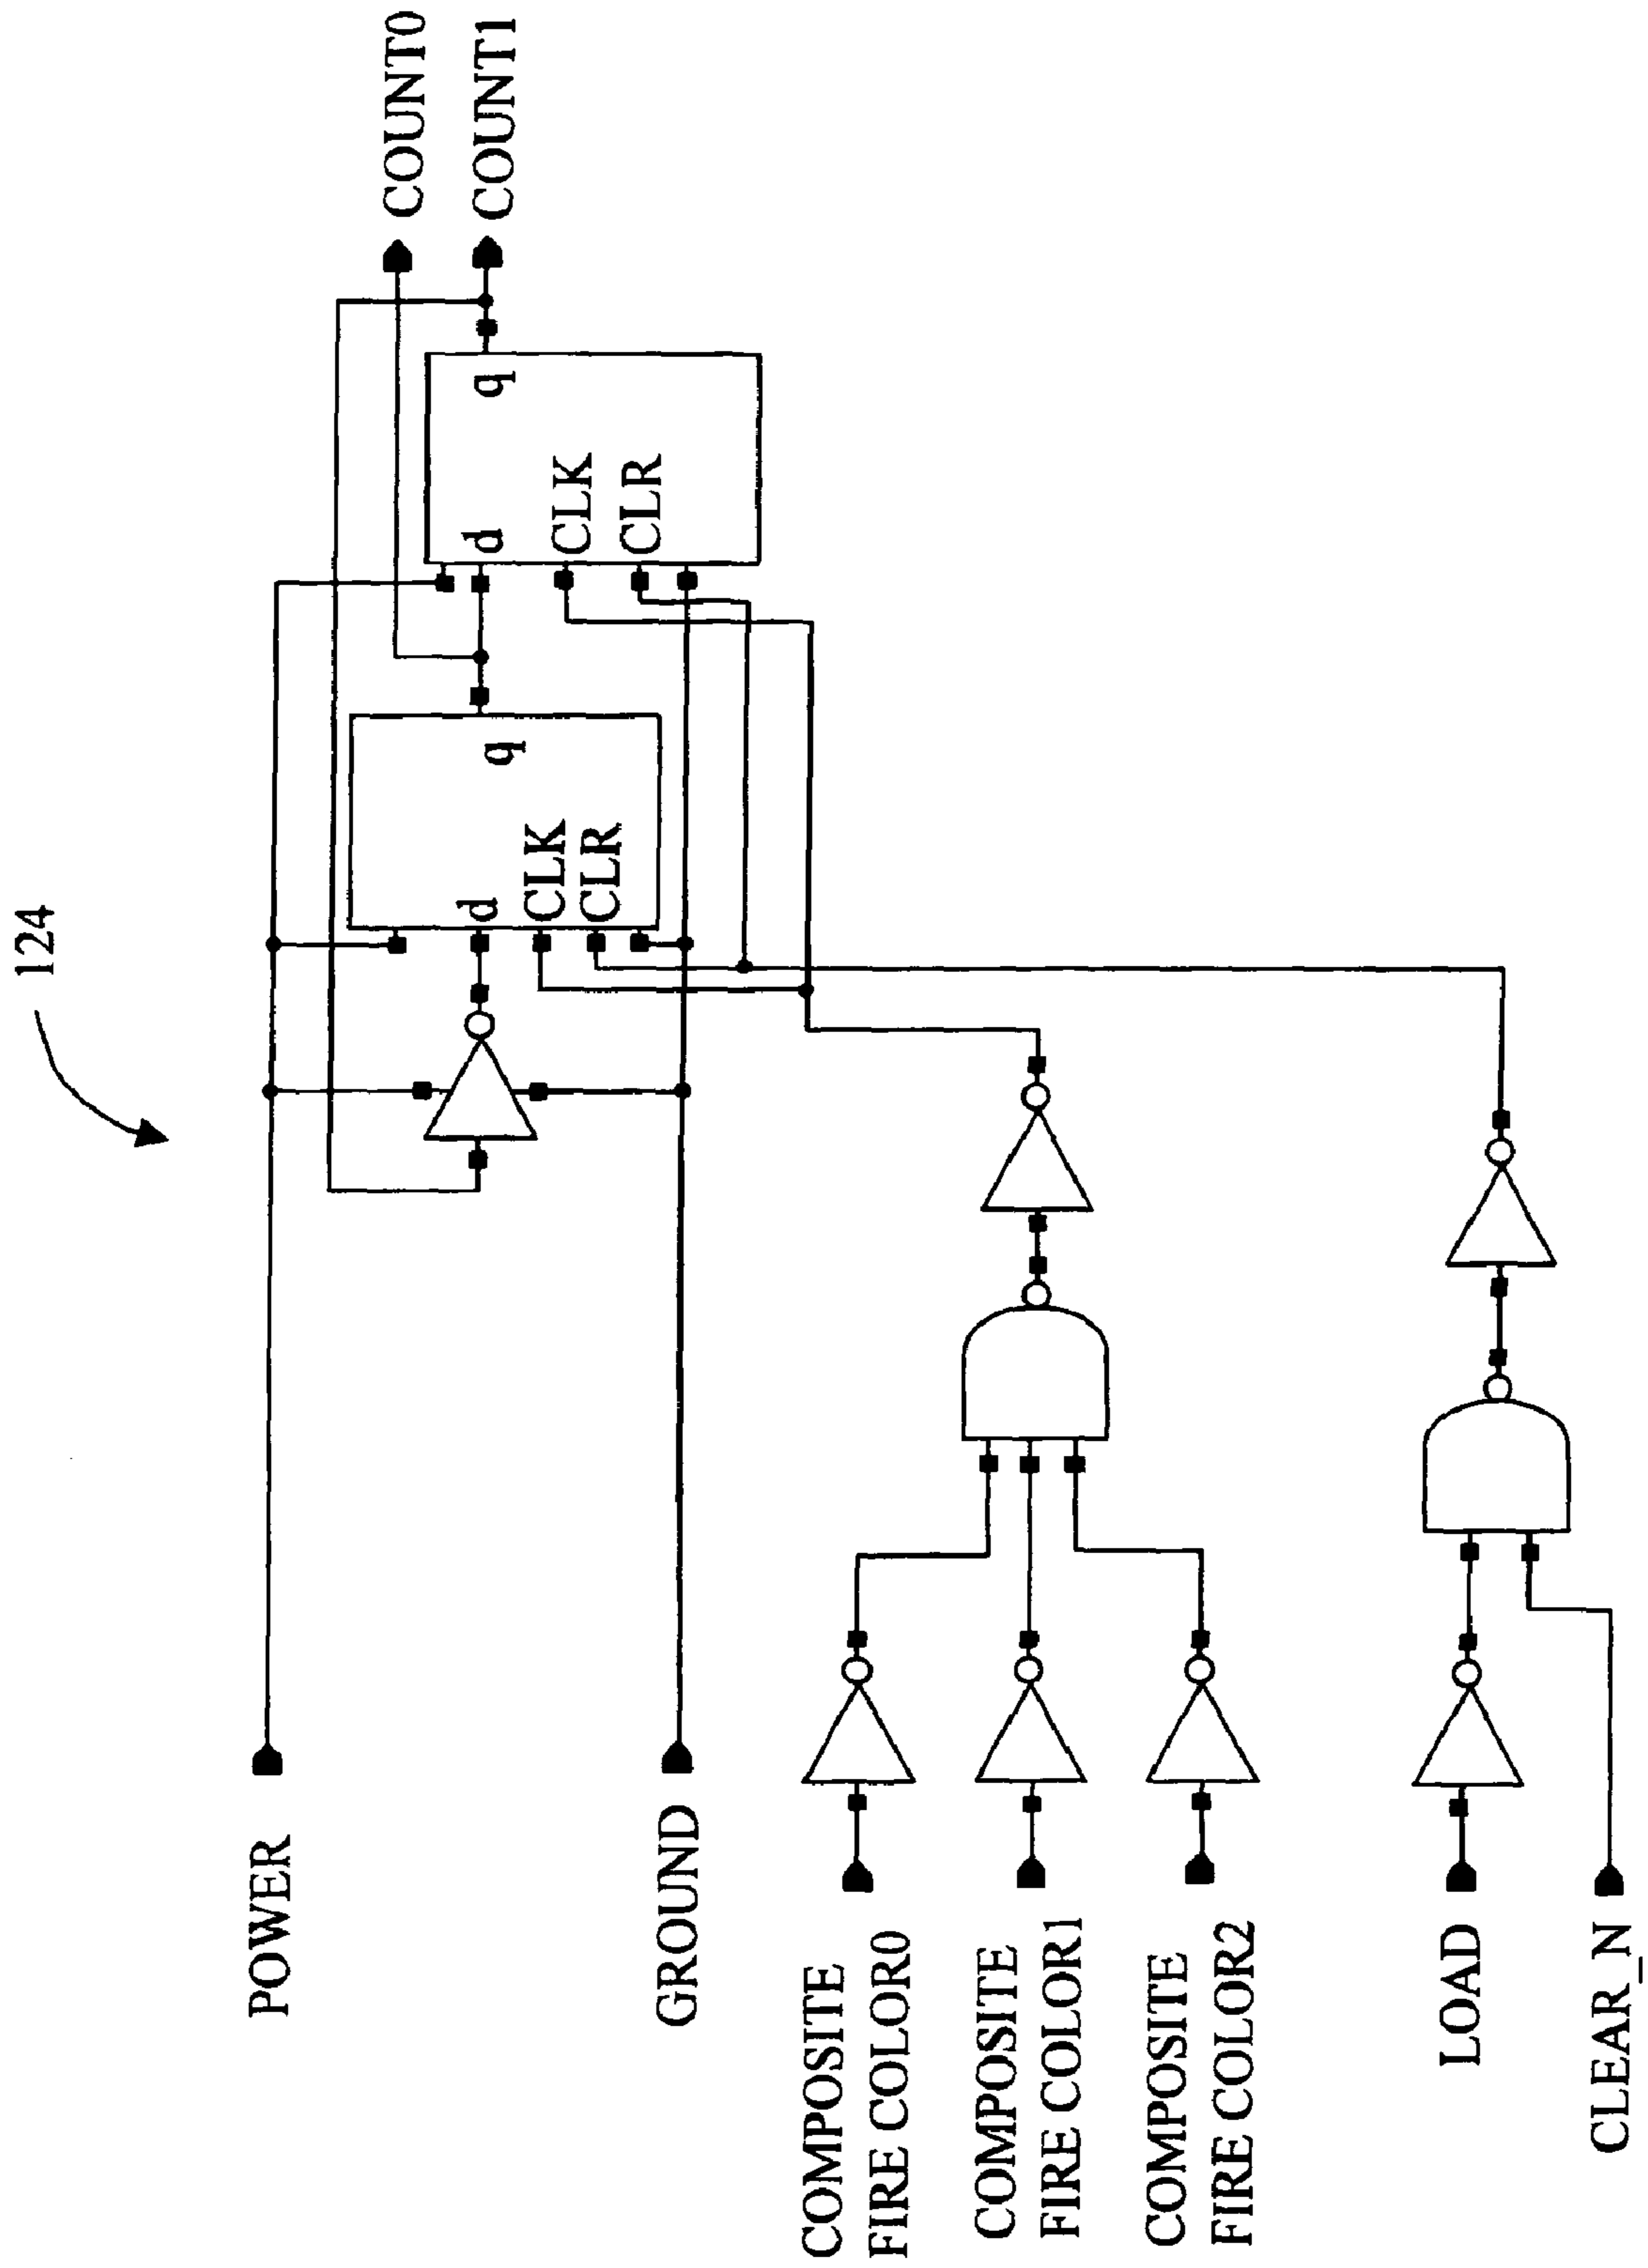 124
POWER
GROUND
COMPOSITE
FIRE COLOR0
COMPOSITE
FIRE COLOR1
COMPOSITE
FIRE COLOR2
LOAD
CLEAR_N
d
CLK
CLR
q
d
CLK
CLR
q
COUNT0
COUNT1